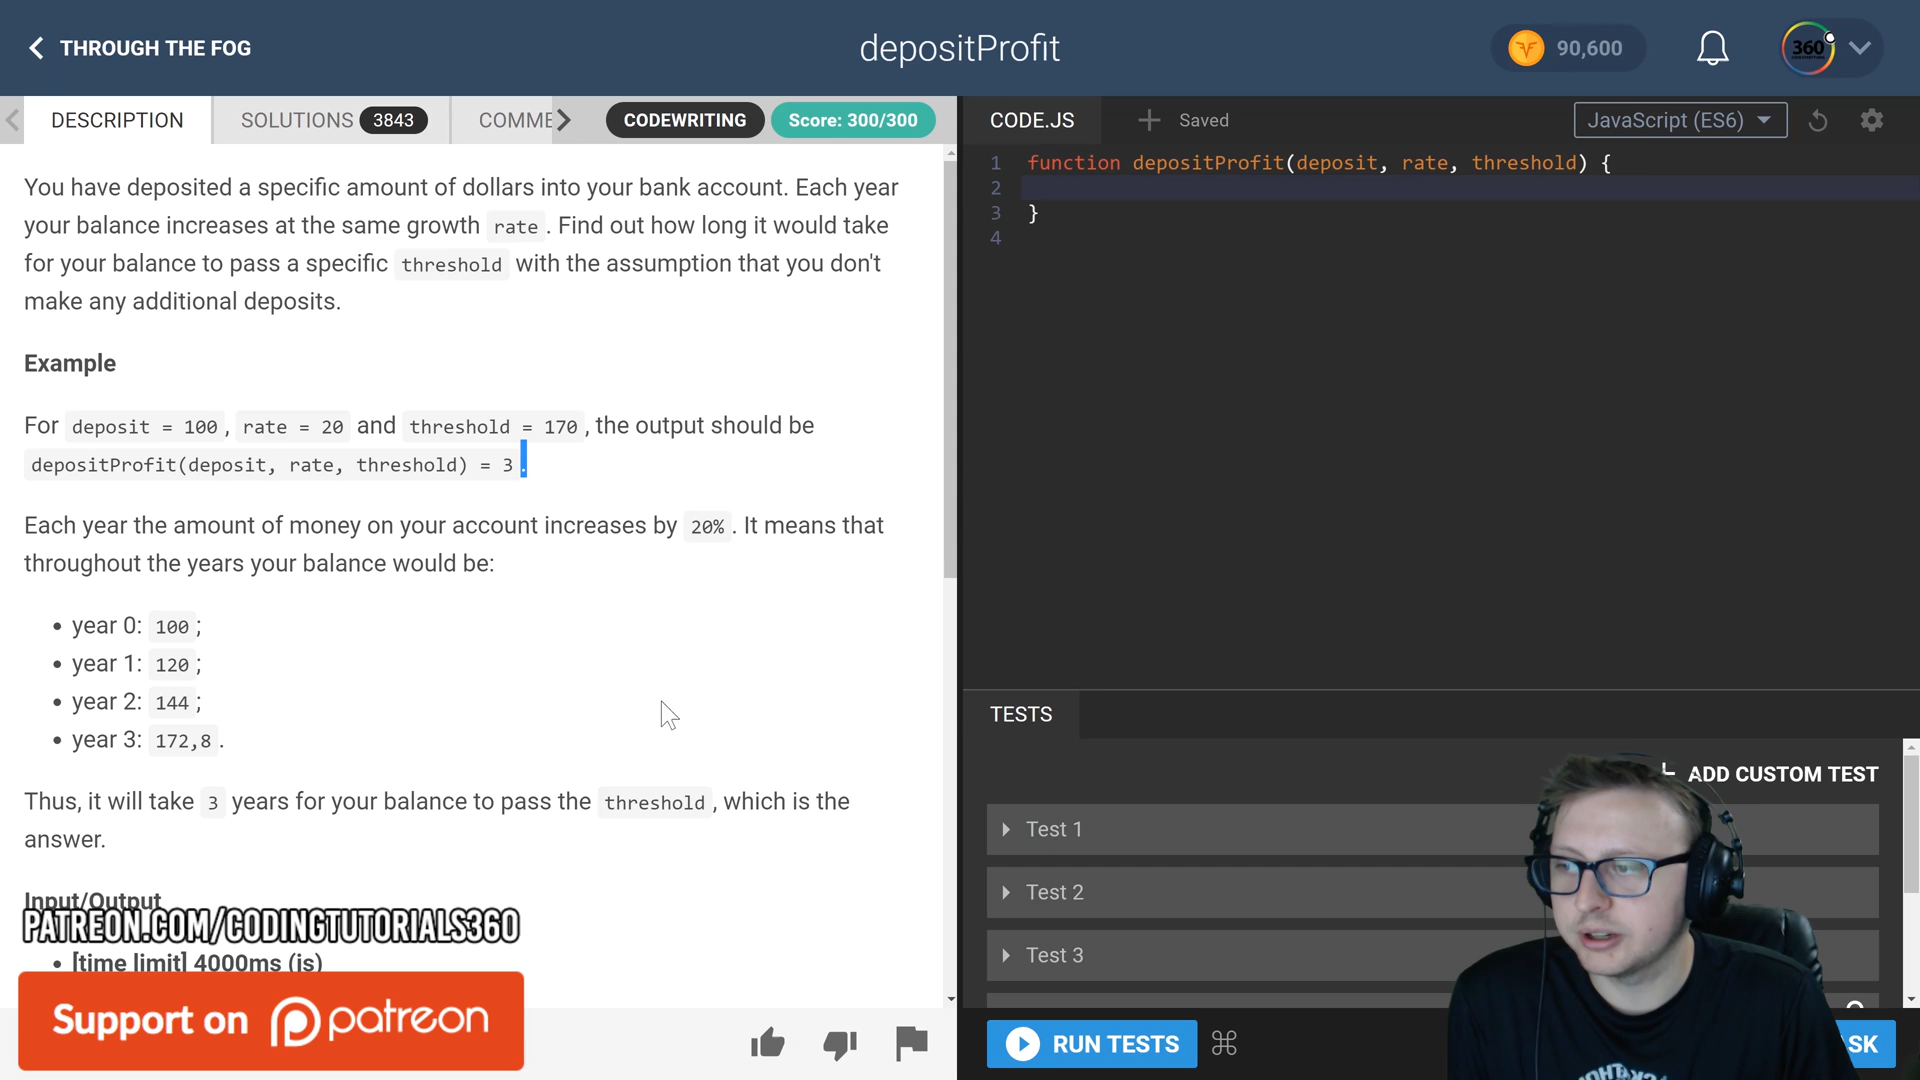 THROUGH THE FOG
depositProfit
90,600
360
DESCRIPTION
SOLUTIONS 3843
COMME
CODEWRITING
Score: 300/300
CODE.JS
Saved
JavaScript (ES6)
You have deposited a specific amount of dollars into your bank account. Each year
your balance increases at the same growth rate. Find out how long it would take
for your balance to pass a specific threshold with the assumption that you don't
make any additional deposits.
Example
For deposit = 100, rate = 20 and threshold = 170, the output should be
depositProfit(deposit, rate, threshold) = 3.
Each year the amount of money on your account increases by 20%. It means that
throughout the years your balance would be:
• year 0: 100;
• year 1: 120;
• year 2: 144;
• year 3: 172,8.
Thus, it will take 3 years for your balance to pass the threshold, which is the
answer.
Input/Output
PATREON.COM/CODINGTUTORIALS360
• [time limit] 4000ms (js)
Support on patreon
1 function depositProfit(deposit, rate, threshold) {
2
3 }
4
TESTS
ADD CUSTOM TEST
Test 1
Test 2
Test 3
RUN TESTS
SK